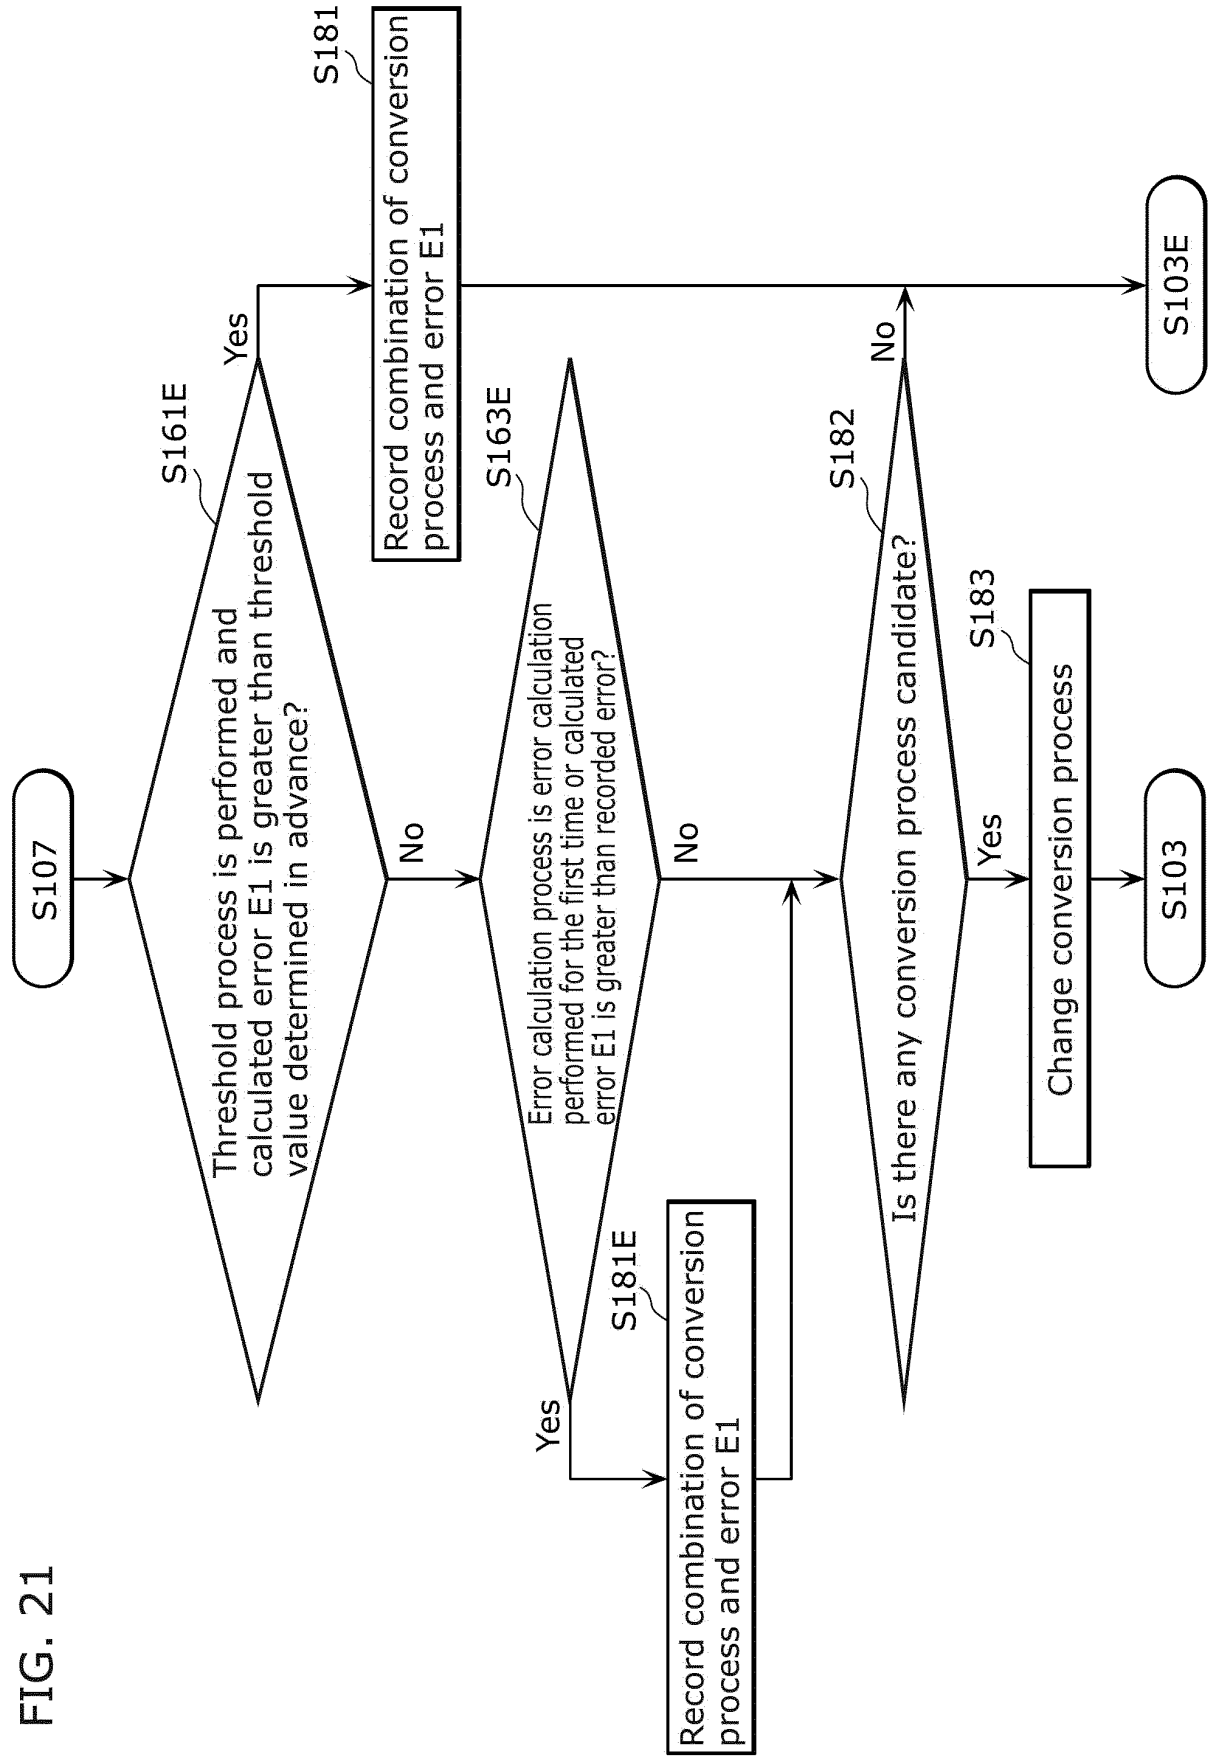 FIG. 21
S107
S161E
Threshold process is performed and
calculated error E1 is greater than threshold
value determined in advance?
Yes
No
S181
Record combination of conversion
process and error E1
S163E
Error calculation process is error calculation
performed for the first time or calculated
error E1 is greater than recorded error?
Yes
No
S181E
Record combination of conversion
process and error E1
S182
Is there any conversion process candidate?
No
Yes
S183
Change conversion process
S103
S103E